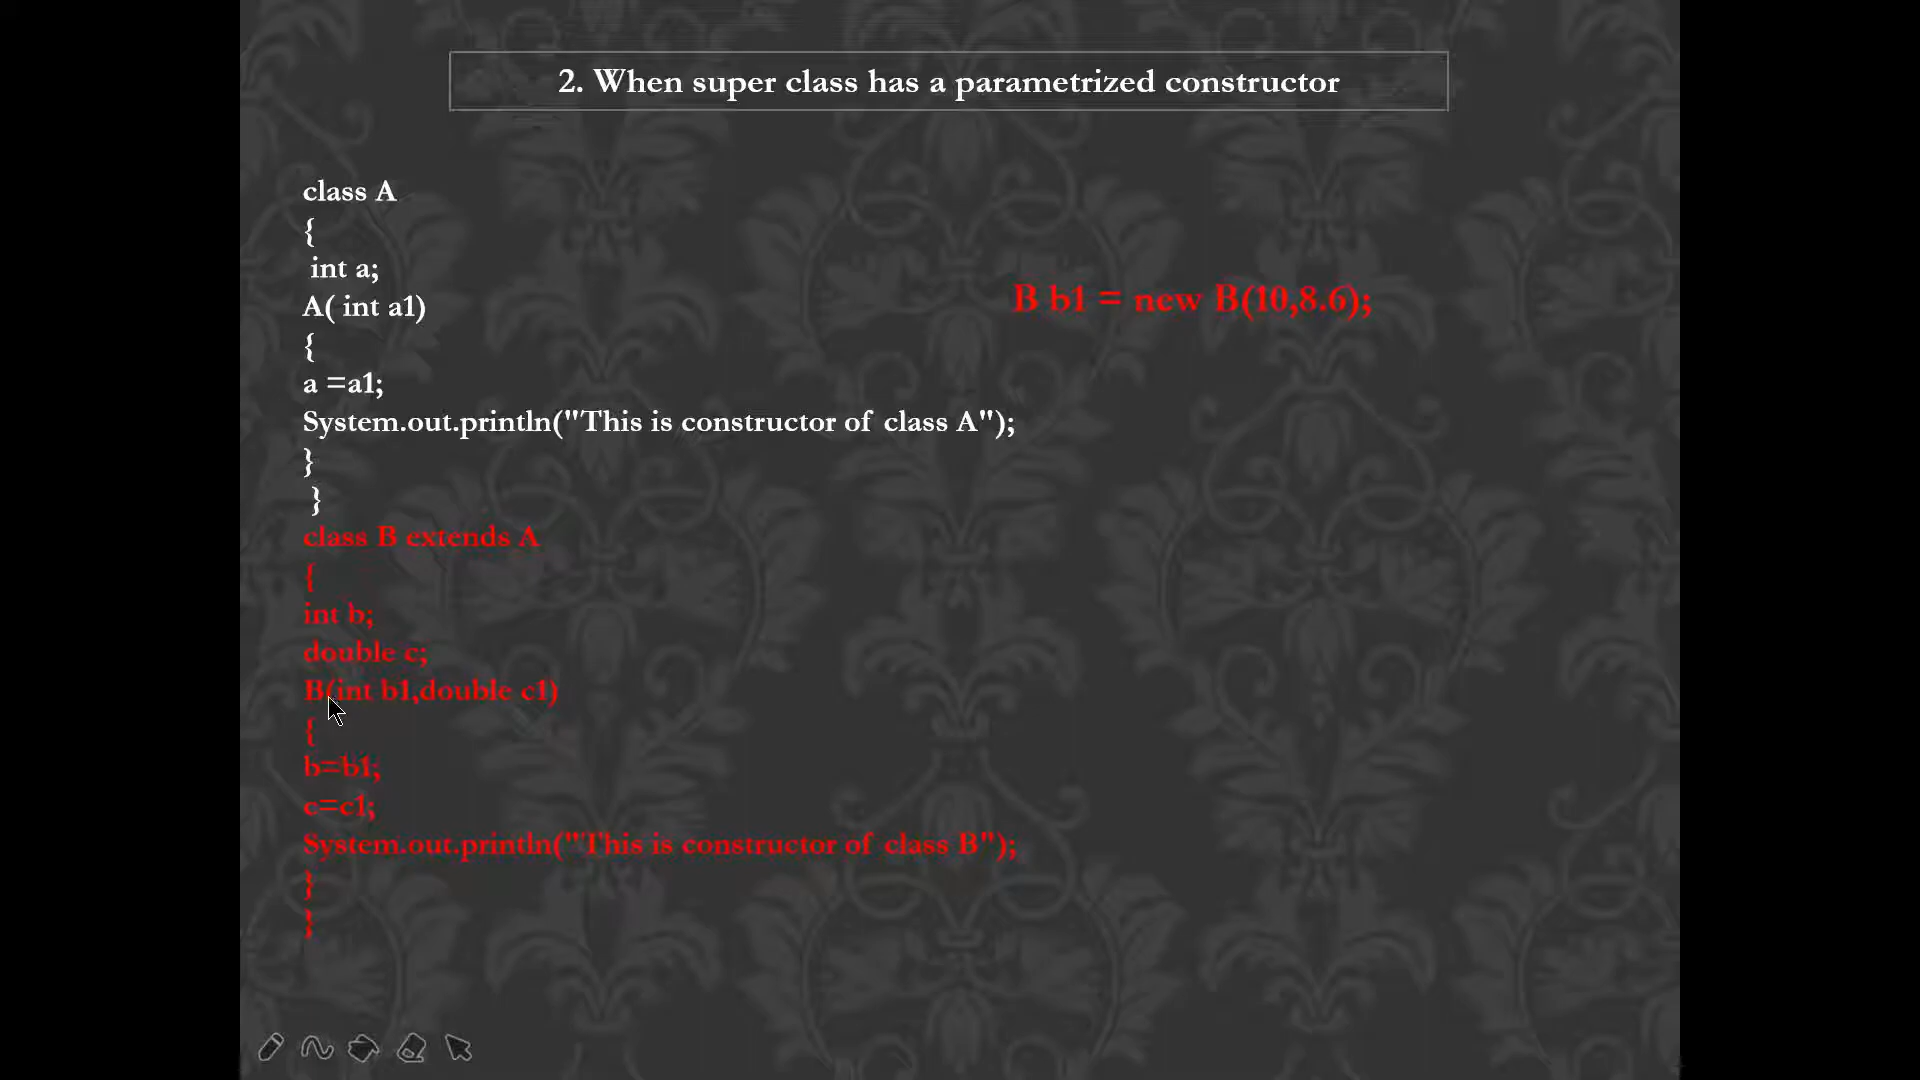 2. When super class has a parametrized constructor
class A
{
int a;
A( int a1)
{
a =a1;
System.out.println("This is constructor of class A");
}
}
class B extends A
{
int b;
double c;
B(int b1,double c1)
{
b=b1;
c=c1;
System.out.println("This is constructor of class B");
}
}
B b1 = new B(10,8.6);